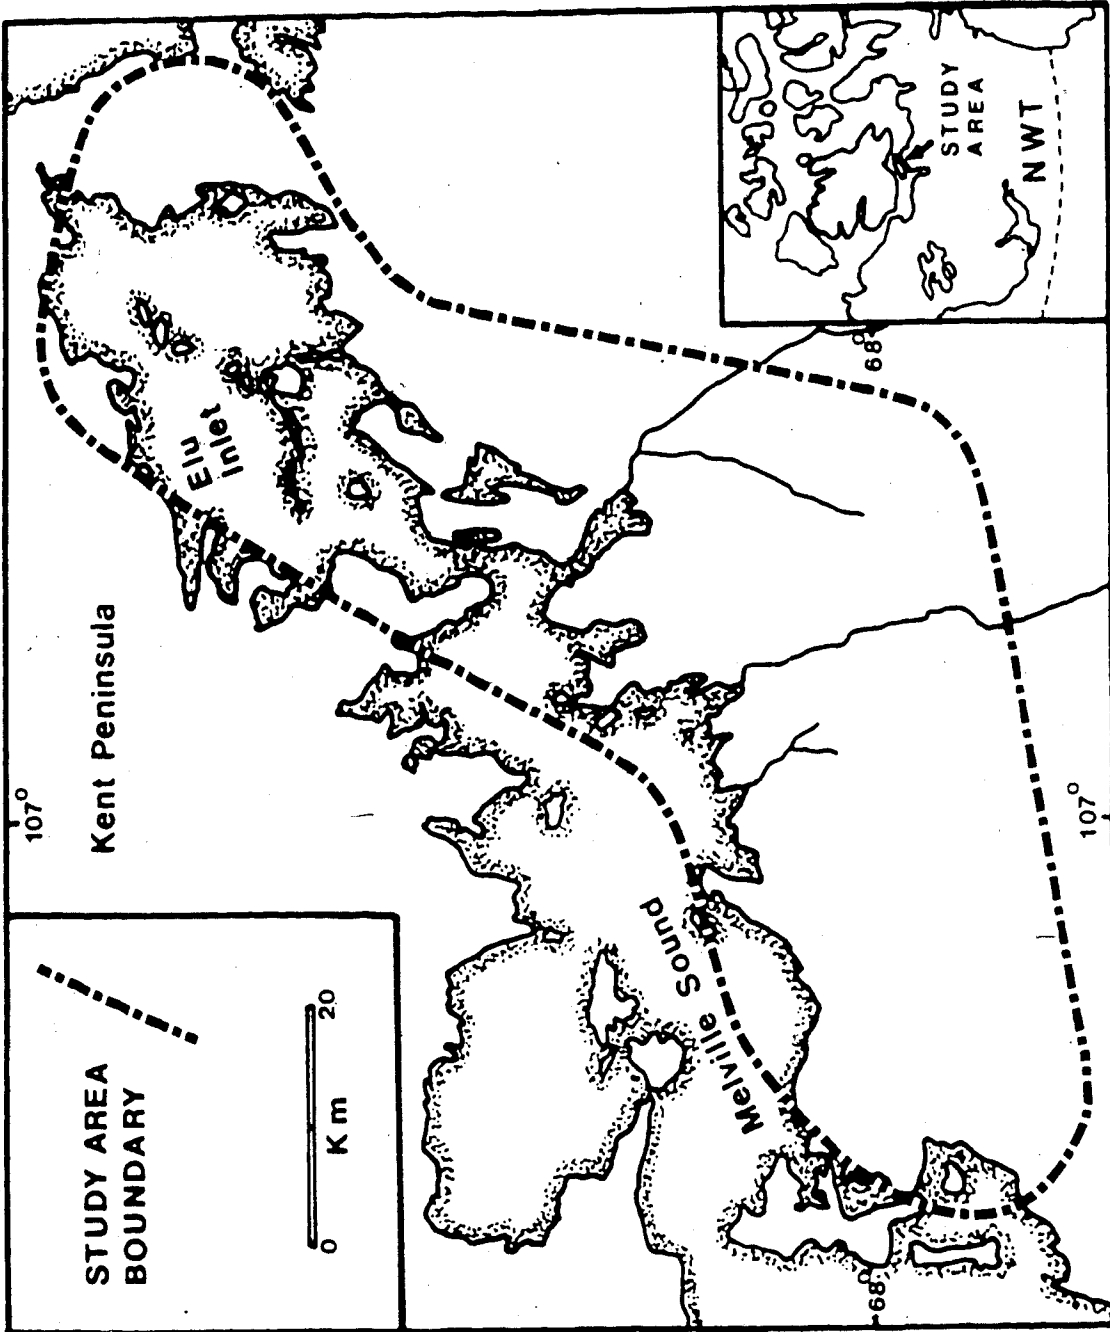 STUDY AREA
BOUNDARY
0 20
Km
107°
Kent Peninsula
Elu
Inlet
Melville Sound
STUDY
AREA
NWT
68°
68°
107°